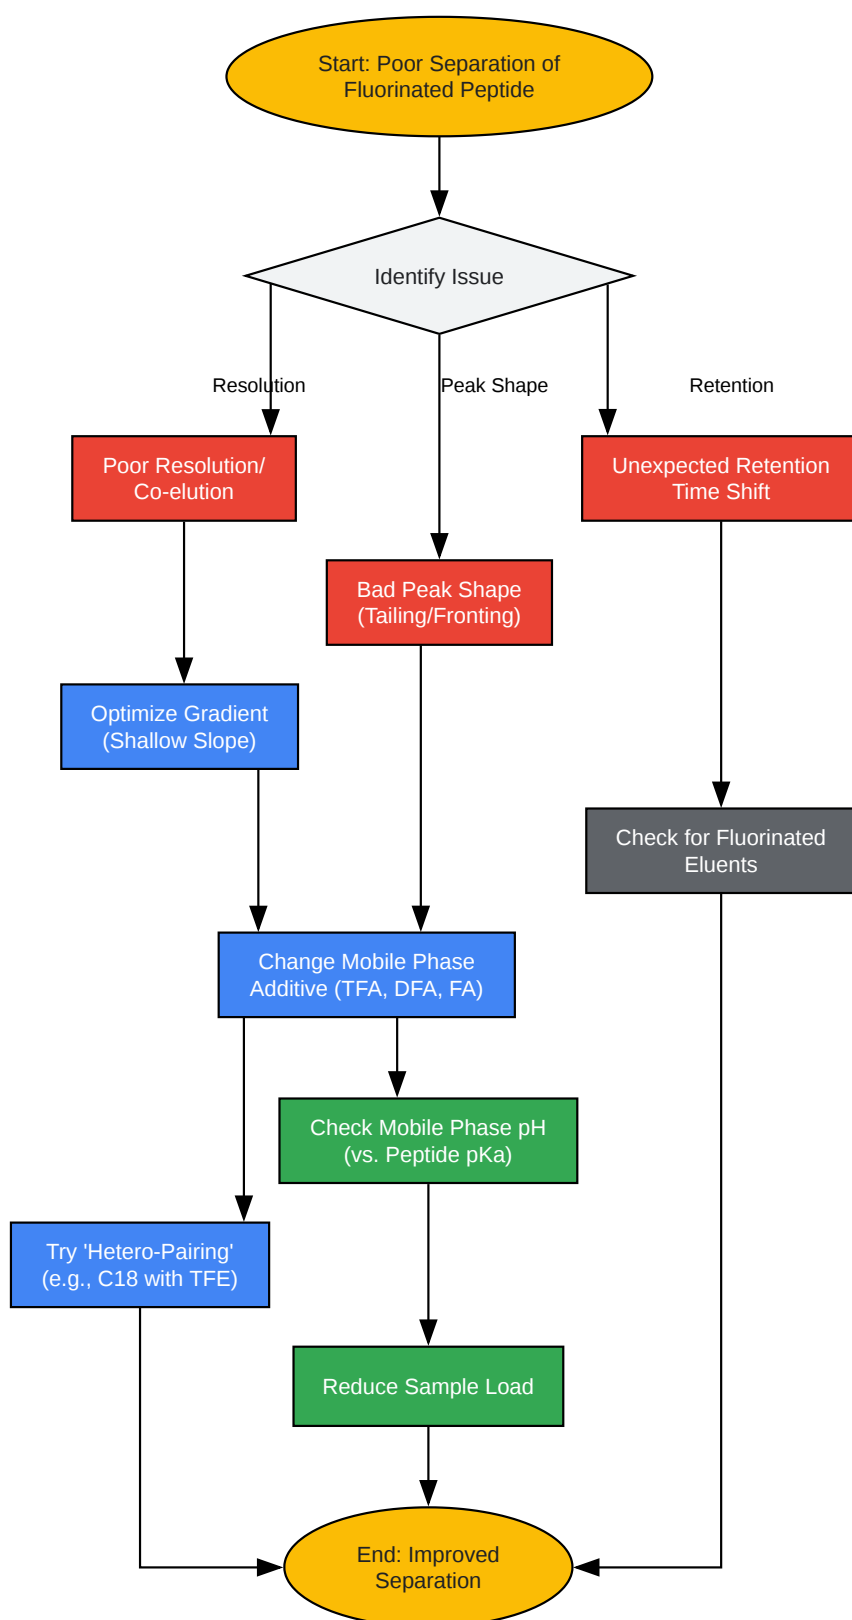 Start: Poor Separation of
Fluorinated Peptide
Identify Issue
Resolution
Peak Shape
Retention
Poor Resolution/
Co-elution
Unexpected Retention
Time Shift
Bad Peak Shape
(Tailing/Fronting)
Optimize Gradient
(Shallow Slope)
Check for Fluorinated
Eluents
Change Mobile Phase
Additive (TFA, DFA, FA)
Check Mobile Phase pH
(vs. Peptide pKa)
Try 'Hetero-Pairing'
(e.g., C18 with TFE)
Reduce Sample Load
End: Improved
Separation